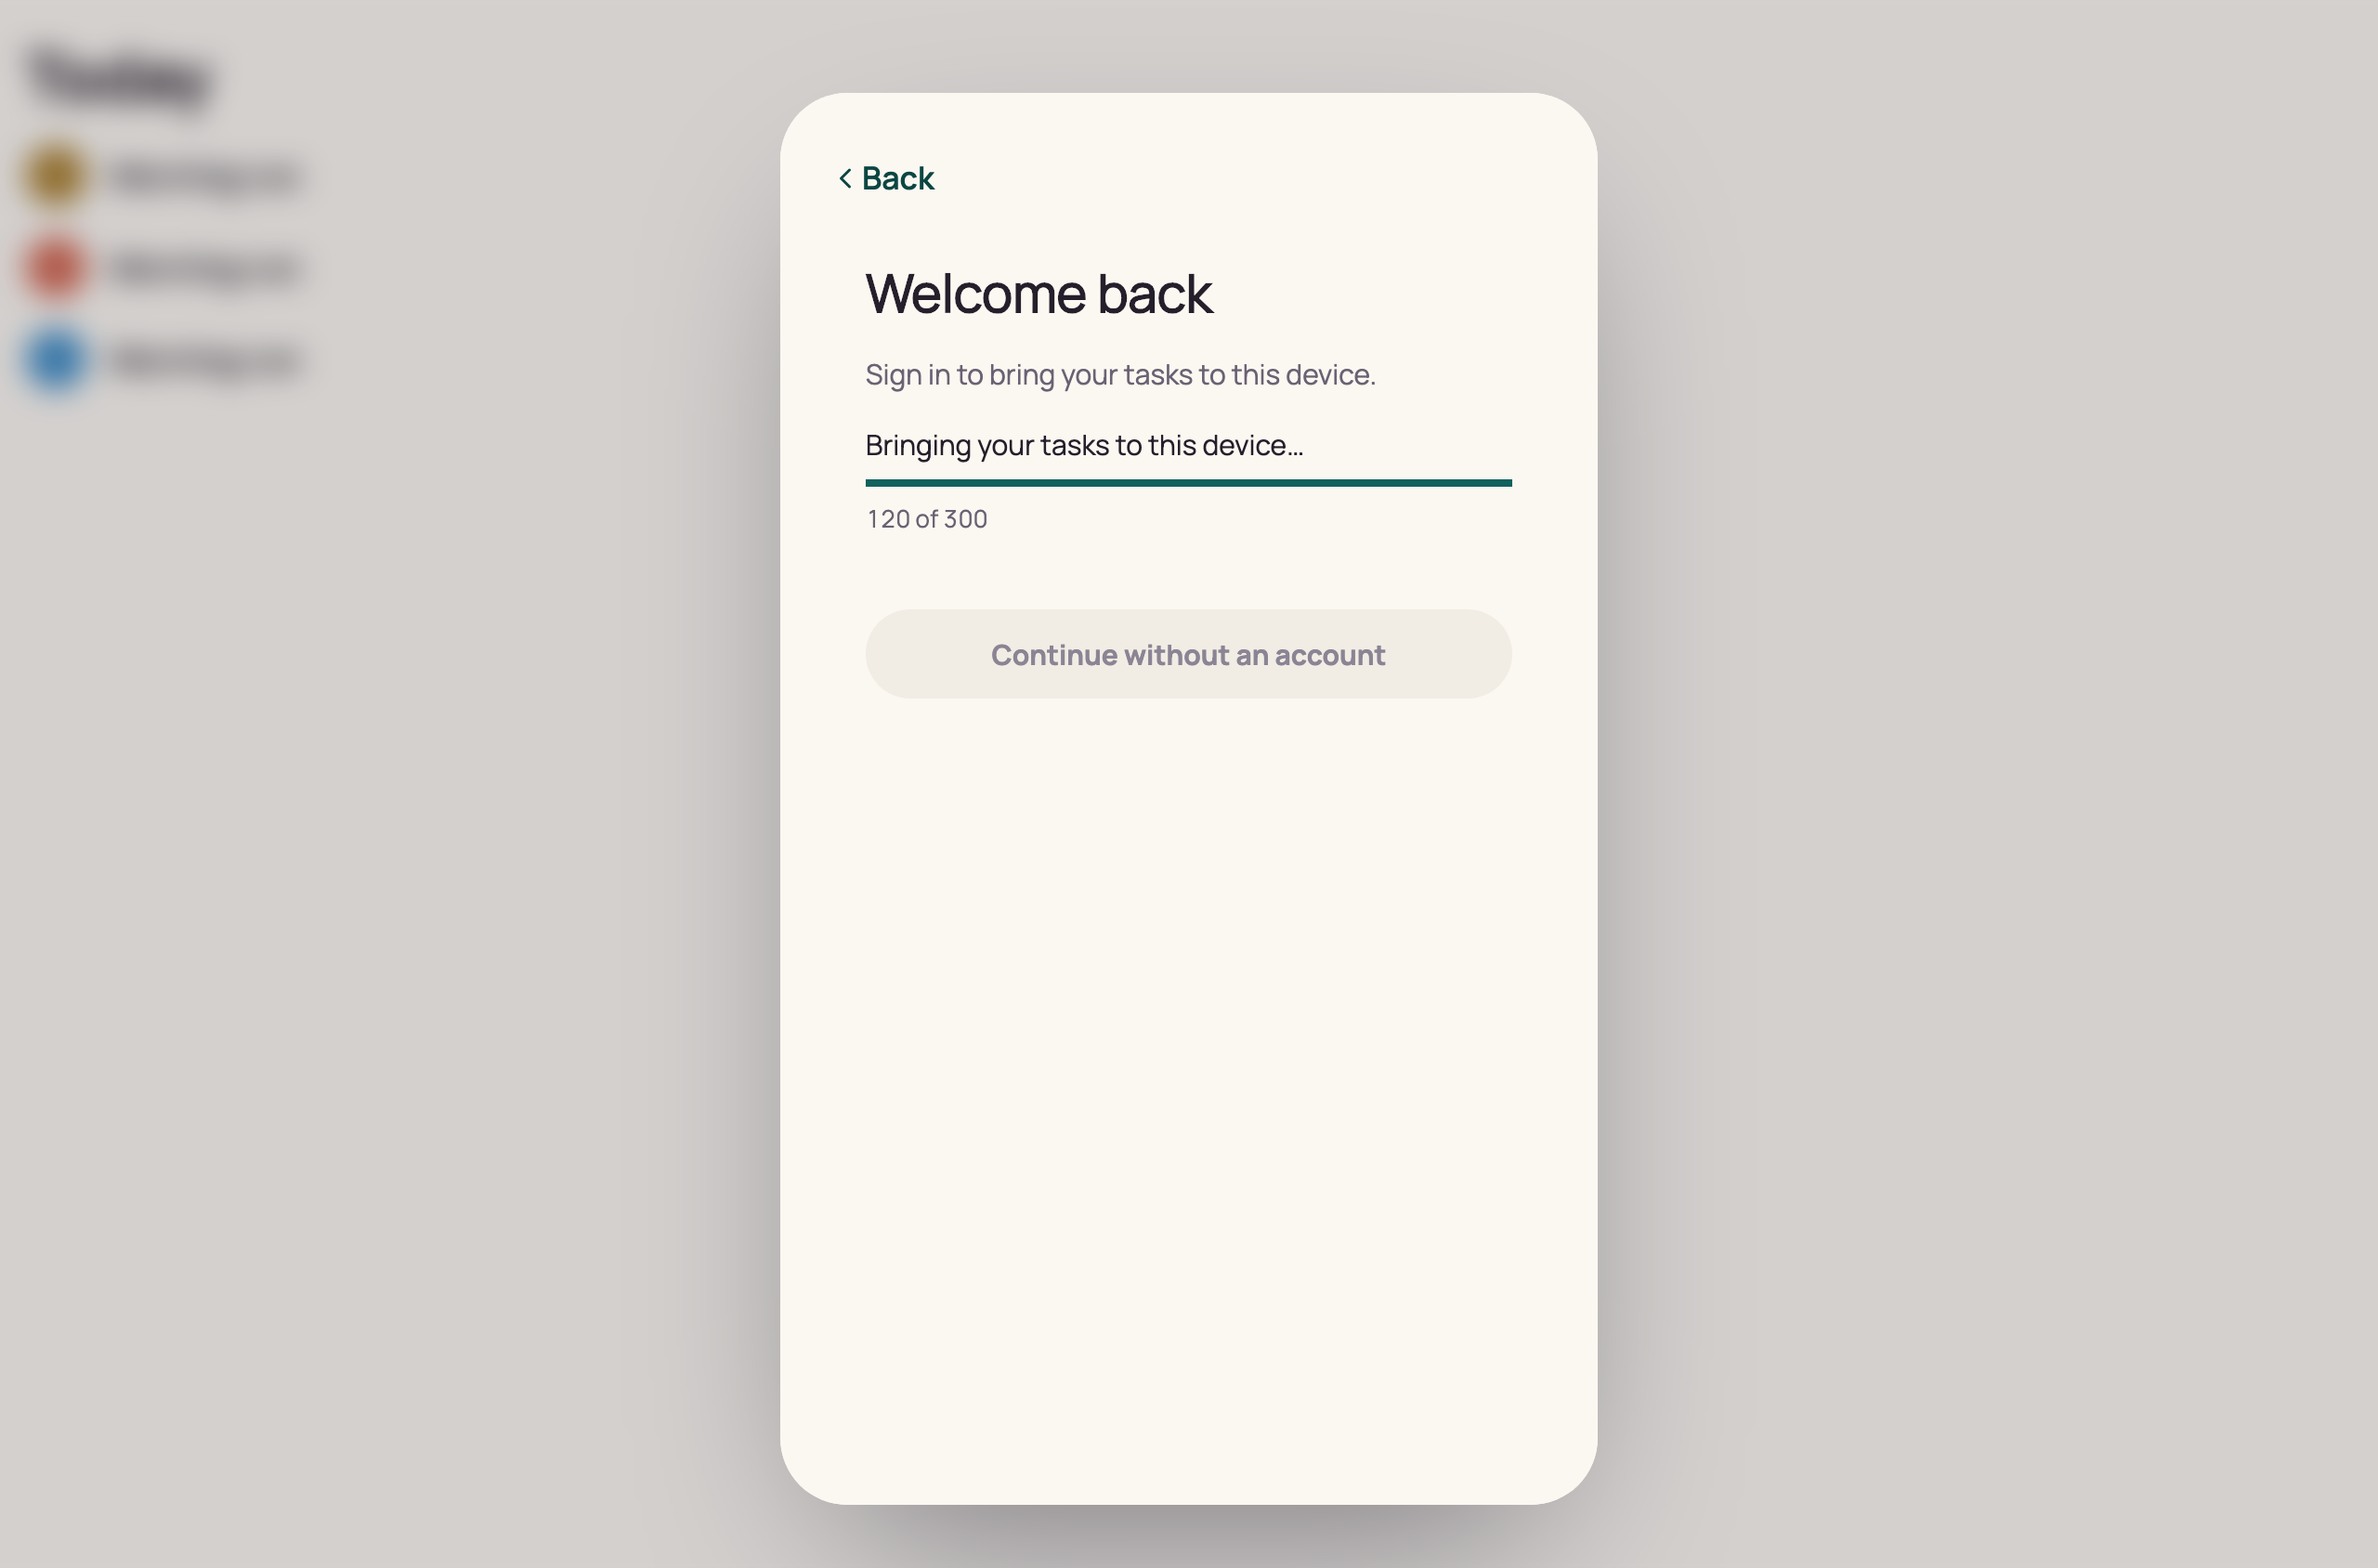 Today
Back
Welcome back
Sign in to bring your tasks to this device.
Bringing your tasks to this device…
120 of 300
Continue without an account